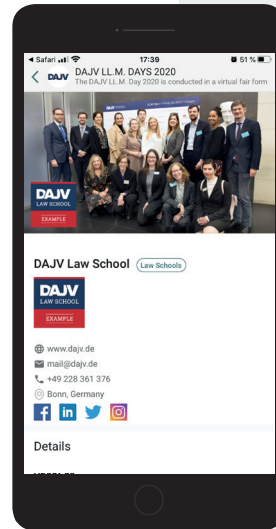 Safari
17:39
51 %
DAJV
DAJV LL.M. DAYS 2020
The DAJV LL.M. Day 2020 is conducted in a virtual fair form
DAJV
LAW SCHOOL
EXAMPLE
DAJV Law School
Law Schools
DAJV
LAW SCHOOL
EXAMPLE
www.dajv.de
mail@dajv.de
+49 228 361 376
Bonn, Germany
Details